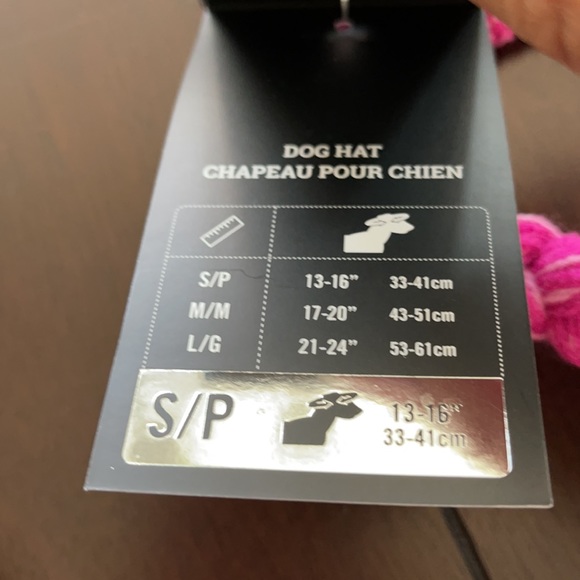 DOG HAT
CHAPEAU POUR CHIEN
S/P 13-16” 33-41cm
M/M 17-20” 43-51cm
L/G 21-24” 53-61cm
S/P 13-16”
33-41cm